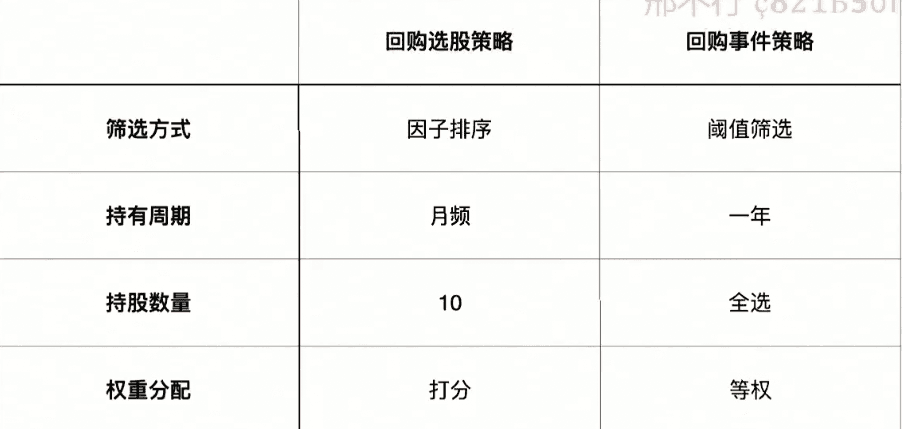 回购选股策略 回购事件策略
筛选方式 因子排序 阈值筛选
持有周期 月频 一年
持股数量 10 全选
权重分配 打分 等权